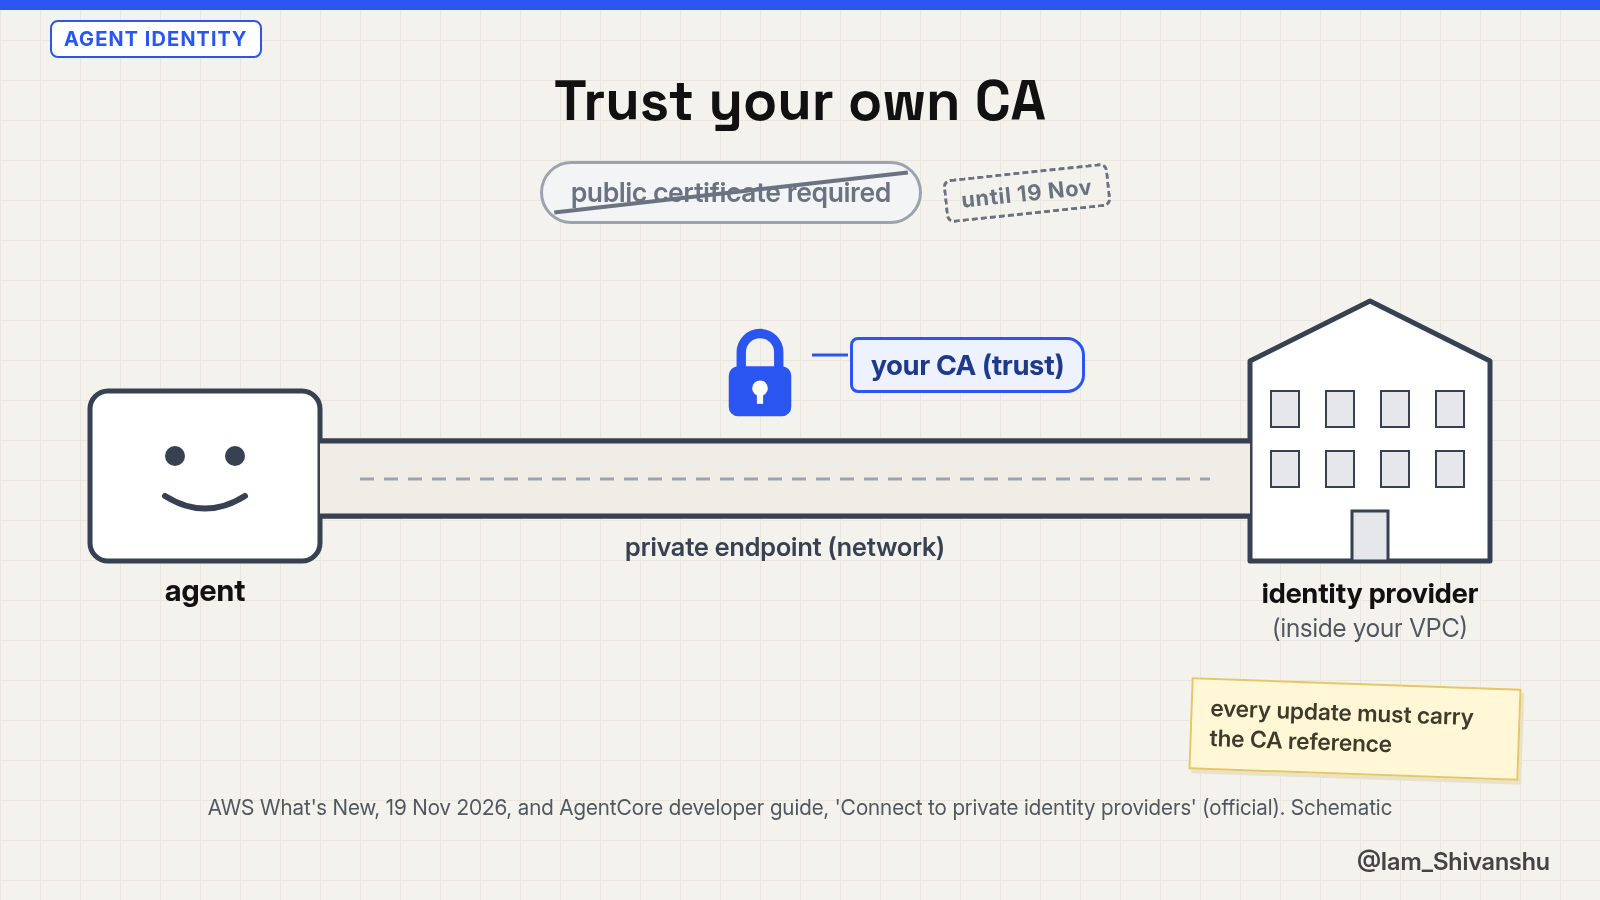 AGENT IDENTITY
Trust your own CA
public certificate required
until 19 Nov
your CA (trust)
private endpoint (network)
agent
identity provider
(inside your VPC)
every update must carry
the CA reference
AWS What's New, 19 Nov 2026, and AgentCore developer guide, 'Connect to private identity providers' (official). Schematic
@Iam_Shivanshu